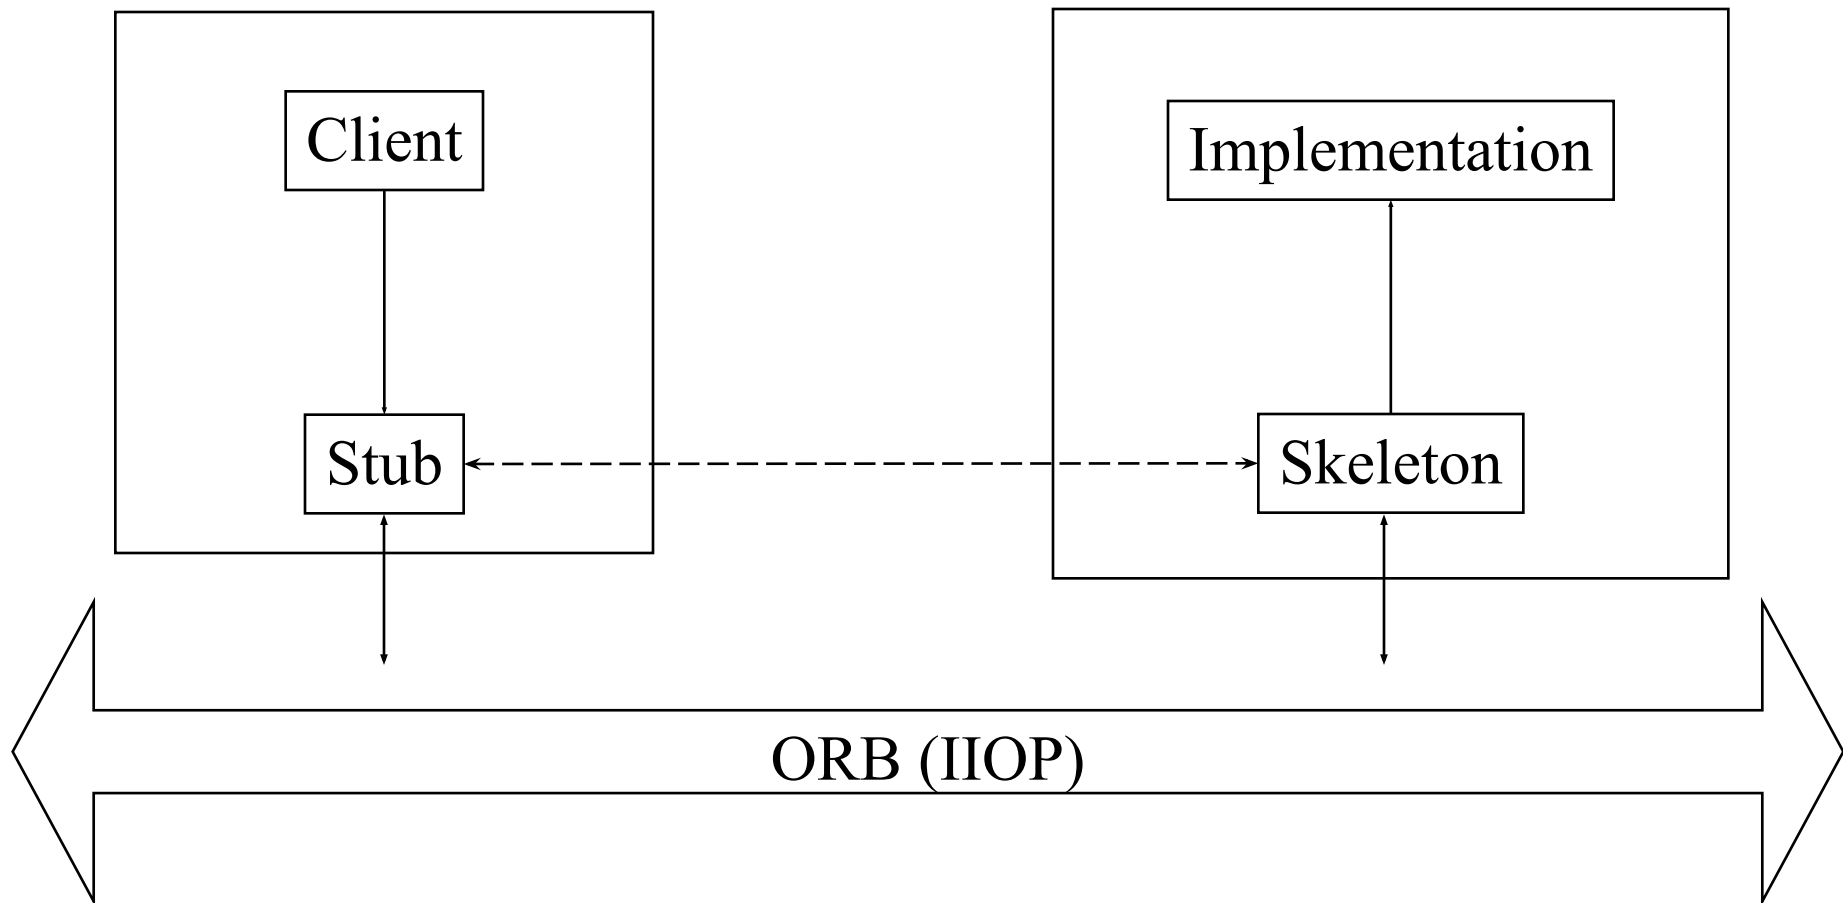 Client
Implementation
Stub
Skeleton
ORB (IIOP)